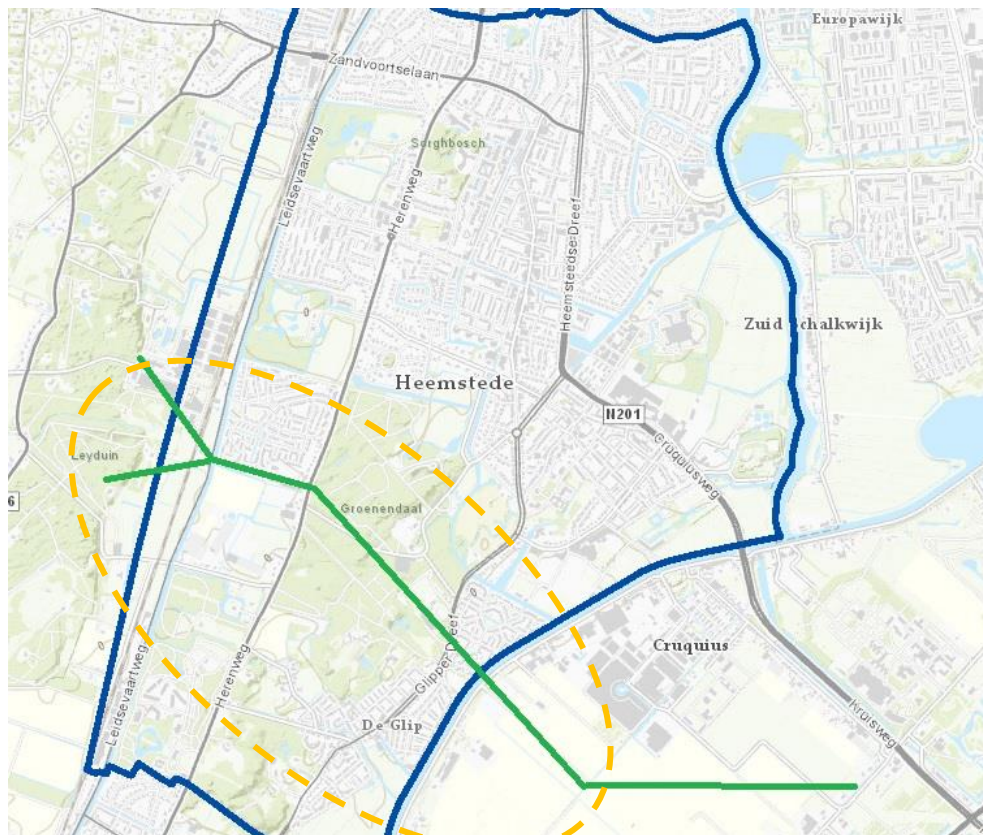 Europawijk
Zandvoortselaan
Sorghbosch
Leidsevaartweg
Herenweg
Heemsteedse Dreef
Zuid Schalkwijk
Heemstede
N201
Cruquiusweg
Leyduin
6
Groenendaal
Cruquius
Glipper Dreef
Leidsevaartweg
Herenweg
De Glip
Kruisweg